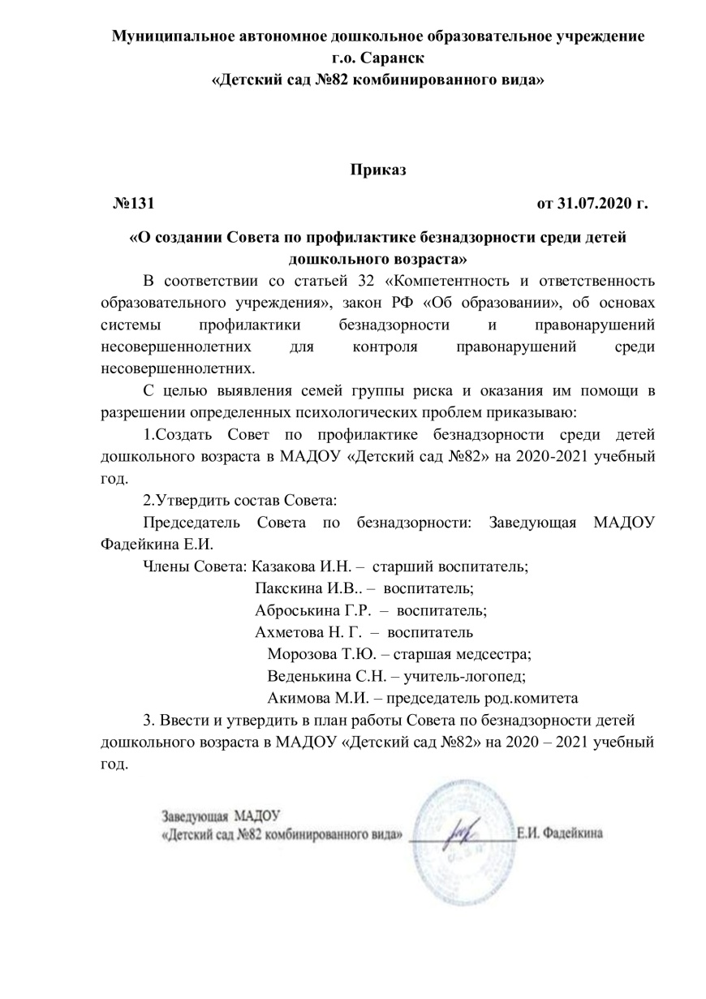 Муниципальное автономное дошкольное образовательное учреждение
г.о. Саранск
«Детский сад №82 комбинированного вида»
Приказ
№131 от 31.07.2020 г.
«О создании Совета по профилактике безнадзорности среди детей
дошкольного возраста»
В соответствии со статьей 32 «Компетентность и ответственность
образовательного учреждения», закон РФ «Об образовании», об основах
системы профилактики безнадзорности и правонарушений
несовершеннолетних для контроля правонарушений среди
несовершеннолетних.
С целью выявления семей группы риска и оказания им помощи в
разрешении определенных психологических проблем приказываю:
1.Создать Совет по профилактике безнадзорности среди детей
дошкольного возраста в МАДОУ «Детский сад №82» на 2020-2021 учебный
год.
2.Утвердить состав Совета:
Председатель Совета по безнадзорности: Заведующая МАДОУ
Фадейкина Е.И.
Члены Совета: Казакова И.Н. – старший воспитатель;
Пакскина И.В.. – воспитатель;
Аброськина Г.Р. – воспитатель;
Ахметова Н. Г. – воспитатель
Морозова Т.Ю. – старшая медсестра;
Веденькина С.Н. – учитель-логопед;
Акимова М.И. – председатель род.комитета
3. Ввести и утвердить в план работы Совета по безнадзорности детей
дошкольного возраста в МАДОУ «Детский сад №82» на 2020 – 2021 учебный
год.
Заведующая МАДОУ
«Детский сад №82 комбинированного вида» Е.И. Фадейкина